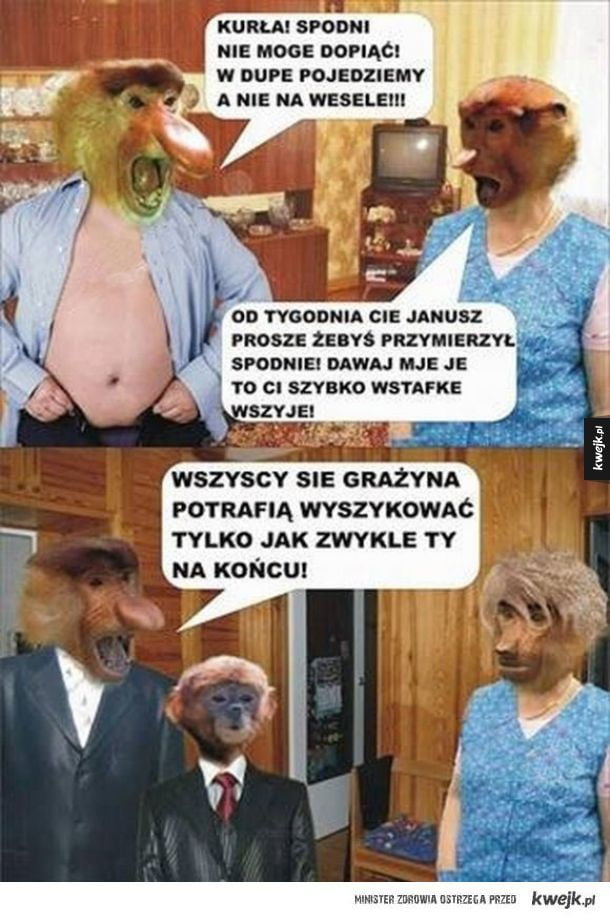 KURŁA! SPODNI
NIE MOGE DOPIĄĆ!
W DUPE POJEDZIEMY
A NIE NA WESELE!!!
OD TYGODNIA CIE JANUSZ
PROSZE ŻEBYŚ PRZYMIERZYŁ
SPODNIE! DAWAJ MJE JE
TO CI SZYBKO WSTAFKE
WSZYJE!
kwejk.pl
WSZYSCY SIE GRAŻYNA
POTRAFIĄ WYSZYKOWAĆ
TYLKO JAK ZWYKLE TY
NA KOŃCU!
MINISTER ZDROWIA OSTRZEGA PRZED kwejk.pl